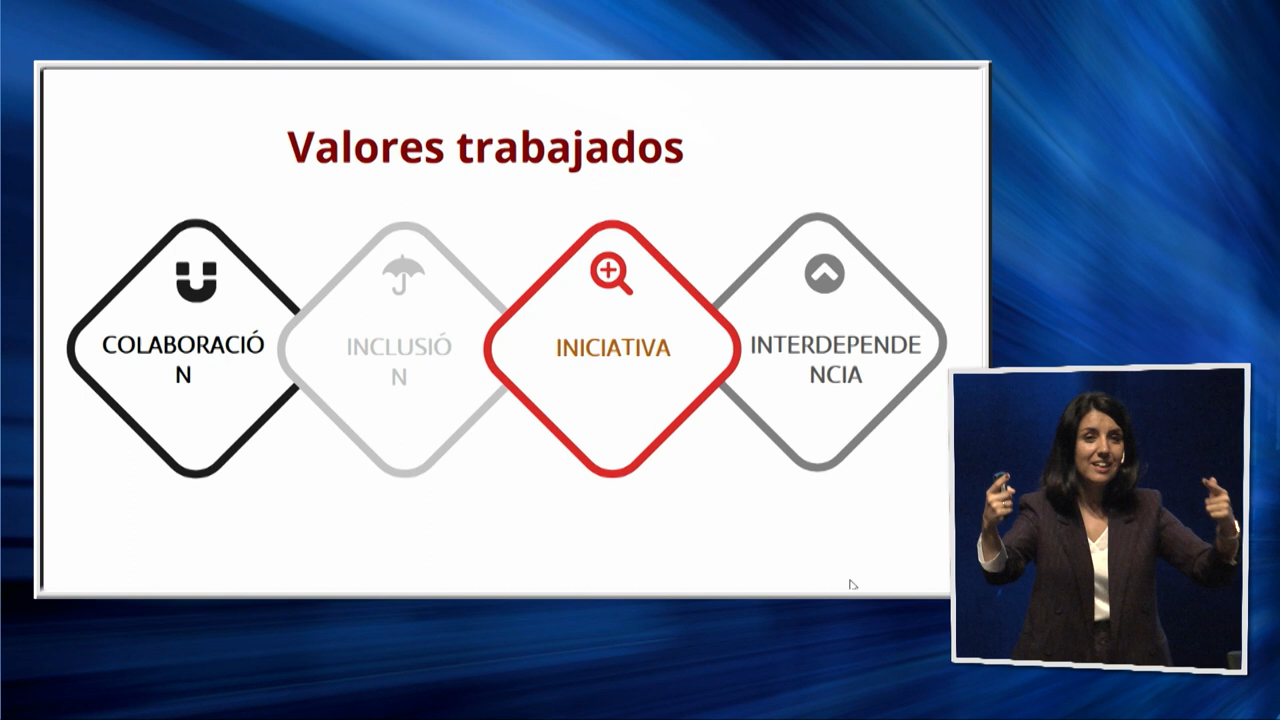 Valores trabajados
COLABORACIÓ
N
INCLUSIÓ
N
INICIATIVA
INTERDEPENDE
NCIA